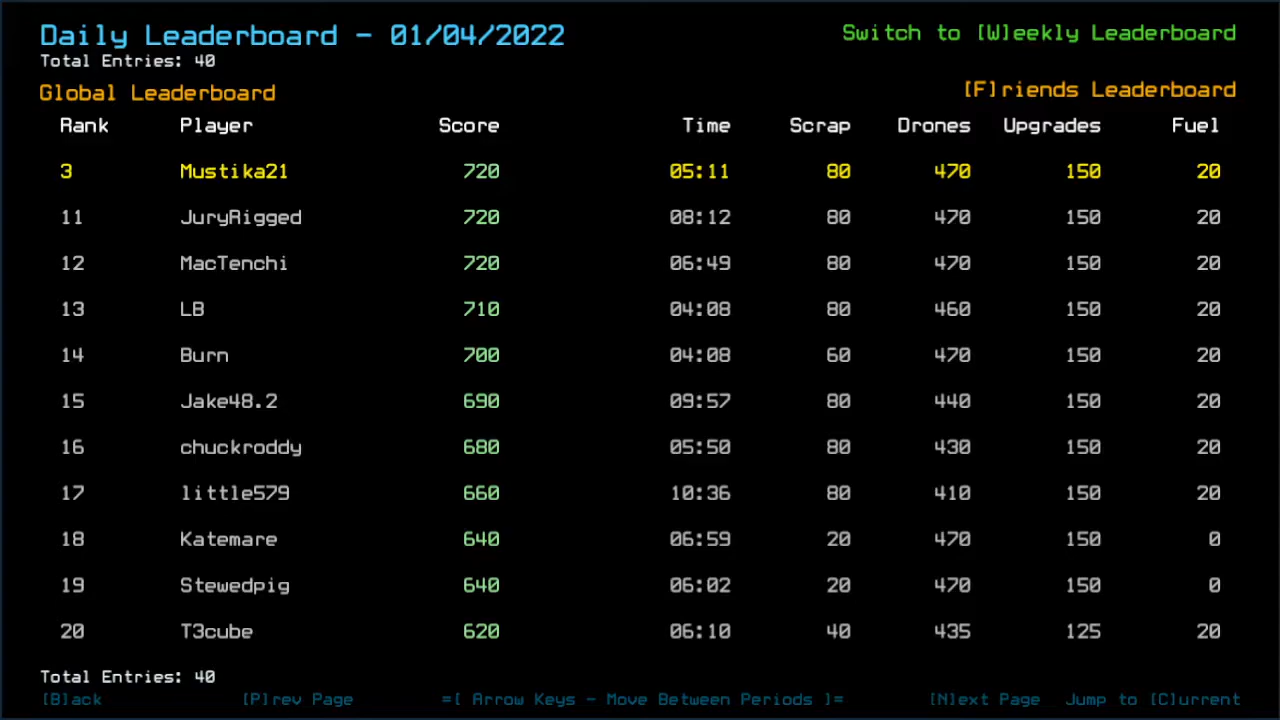 Daily Leaderboard - 01/04/2022 Switch to [W]eekly Leaderboard
Total Entries: 40
Global Leaderboard [F]riends Leaderboard
Rank Player Score Time Scrap Drones Upgrades Fuel
3 Mustika21 720 05:11 80 470 150 20
11 JuryRigged 720 08:12 80 470 150 20
12 MacTenchi 720 06:49 80 470 150 20
13 LB 710 04:08 80 460 150 20
14 Burn 700 04:08 60 470 150 20
15 Jake48.2 690 09:57 80 440 150 20
16 chuckroddy 680 05:50 80 430 150 20
17 little579 660 10:36 80 410 150 20
18 Katemare 640 06:59 20 470 150 0
19 Stewedpig 640 06:02 20 470 150 0
20 T3cube 620 06:10 40 435 125 20
Total Entries: 40
[B]ack [P]rev Page =[ Arrow Keys - Move Between Periods ]= [N]ext Page Jump to [C]urrent